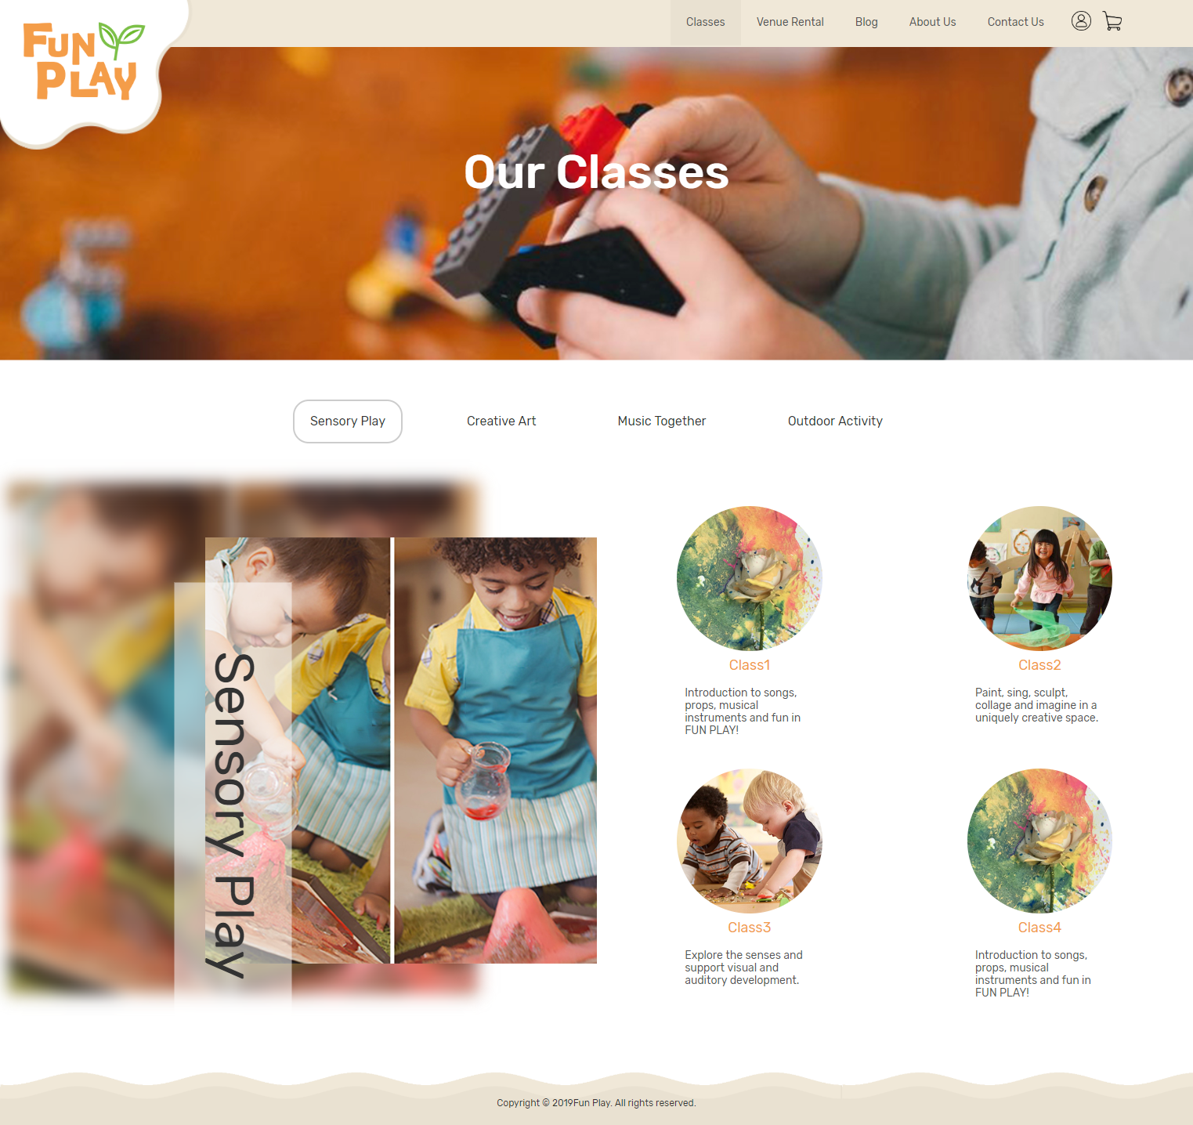 FUN
PLAY
Classes
Venue Rental
Blog
About Us
Contact Us
Our Classes
Sensory Play
Creative Art
Music Together
Outdoor Activity
Sensory Play
Class1
Introduction to songs,
props, musical
instruments and fun in
FUN PLAY!
Class2
Paint, sing, sculpt,
collage and imagine in a
uniquely creative space.
Class3
Explore the senses and
support visual and
auditory development.
Class4
Introduction to songs,
props, musical
instruments and fun in
FUN PLAY!
Copyright © 2019Fun Play. All rights reserved.